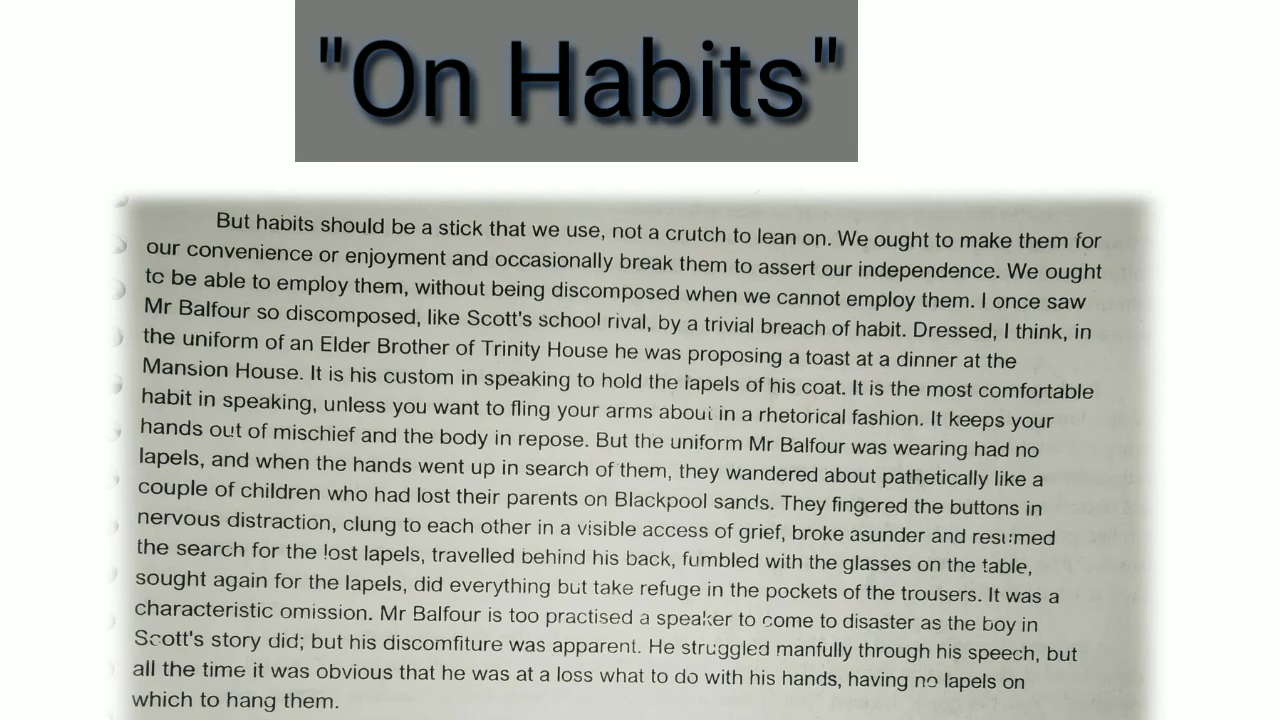 "On Habits"
But habits should be a stick that we use, not a crutch to lean on. We ought to make them for
our convenience or enjoyment and occasionally break them to assert our independence. We ought
to be able to employ them, without being discomposed when we cannot employ them. I once saw
Mr Balfour so discomposed, like Scott's school rival, by a trivial breach of habit. Dressed, I think, in
the uniform of an Elder Brother of Trinity House he was proposing a toast at a dinner at the
Mansion House. It is his custom in speaking to hold the lapels of his coat. It is the most comfortable
habit in speaking, unless you want to fling your arms about in a rhetorical fashion. It keeps your
hands out of mischief and the body in repose. But the uniform Mr Balfour was wearing had no
lapels, and when the hands went up in search of them, they wandered about pathetically like a
couple of children who had lost their parents on Blackpool sands. They fingered the buttons in
nervous distraction, clung to each other in a visible access of grief, broke asunder and resumed
the search for the lost lapels, travelled behind his back, fumbled with the glasses on the table,
sought again for the lapels, did everything but take refuge in the pockets of the trousers. It was a
characteristic omission. Mr Balfour is too practised a speaker to come to disaster as the boy in
Scott's story did; but his discomfiture was apparent. He struggled manfully through his speech, but
all the time it was obvious that he was at a loss what to do with his hands, having no lapels on
which to hang them.